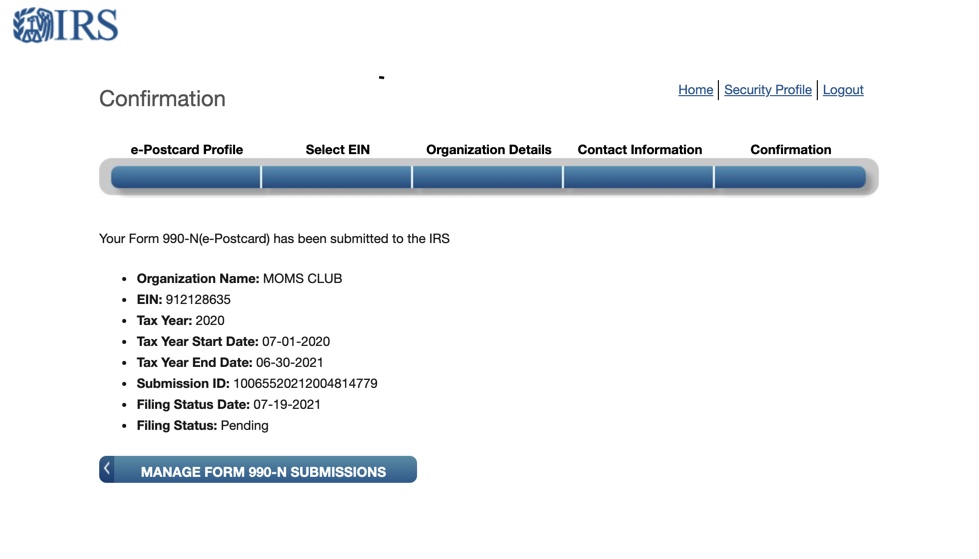 IRS
Confirmation
Home | Security Profile | Logout
e-Postcard Profile Select EIN Organization Details Contact Information Confirmation
Your Form 990-N(e-Postcard) has been submitted to the IRS
• Organization Name: MOMS CLUB
• EIN: 912128635
• Tax Year: 2020
• Tax Year Start Date: 07-01-2020
• Tax Year End Date: 06-30-2021
• Submission ID: 10065520212004814779
• Filing Status Date: 07-19-2021
• Filing Status: Pending
MANAGE FORM 990-N SUBMISSIONS